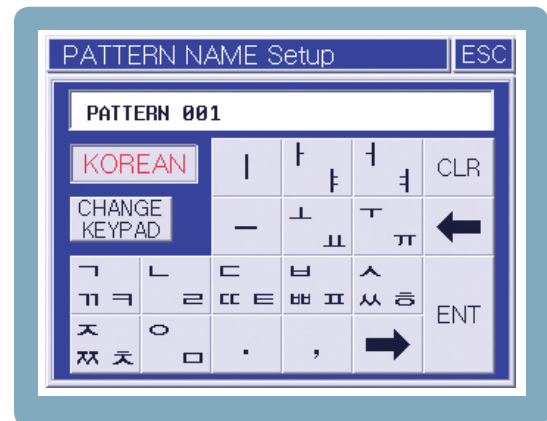 PATTERN NAME Setup ESC
PATTERN 001
KOREAN ㅣ ㅏ ㅑ ㅓ ㅕ CLR
CHANGE
KEYPAD ㅡ ㅗ ㅛ ㅜ ㅠ ←
ㄱ ㄴ ㄷ ㅂ ㅅ
ㄲ ㅋ ㄹ ㄸ ㅌ ㅃ ㅍ ㅆ ㅎ
ENT
ㅈ ㅇ
ㅉ ㅊ ㅁ . , →